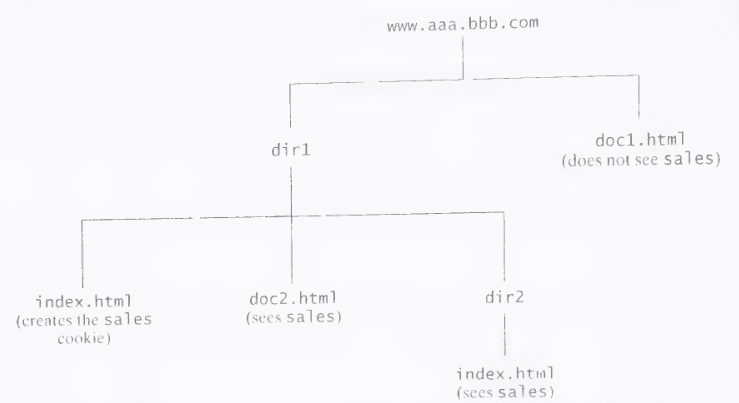 www.aaa.bbb.com
dir1
doc1.html
(does not see sales)
index.html
(creates the sales
cookie)
doc2.html
(sees sales)
dir2
index.html
(sees sales)